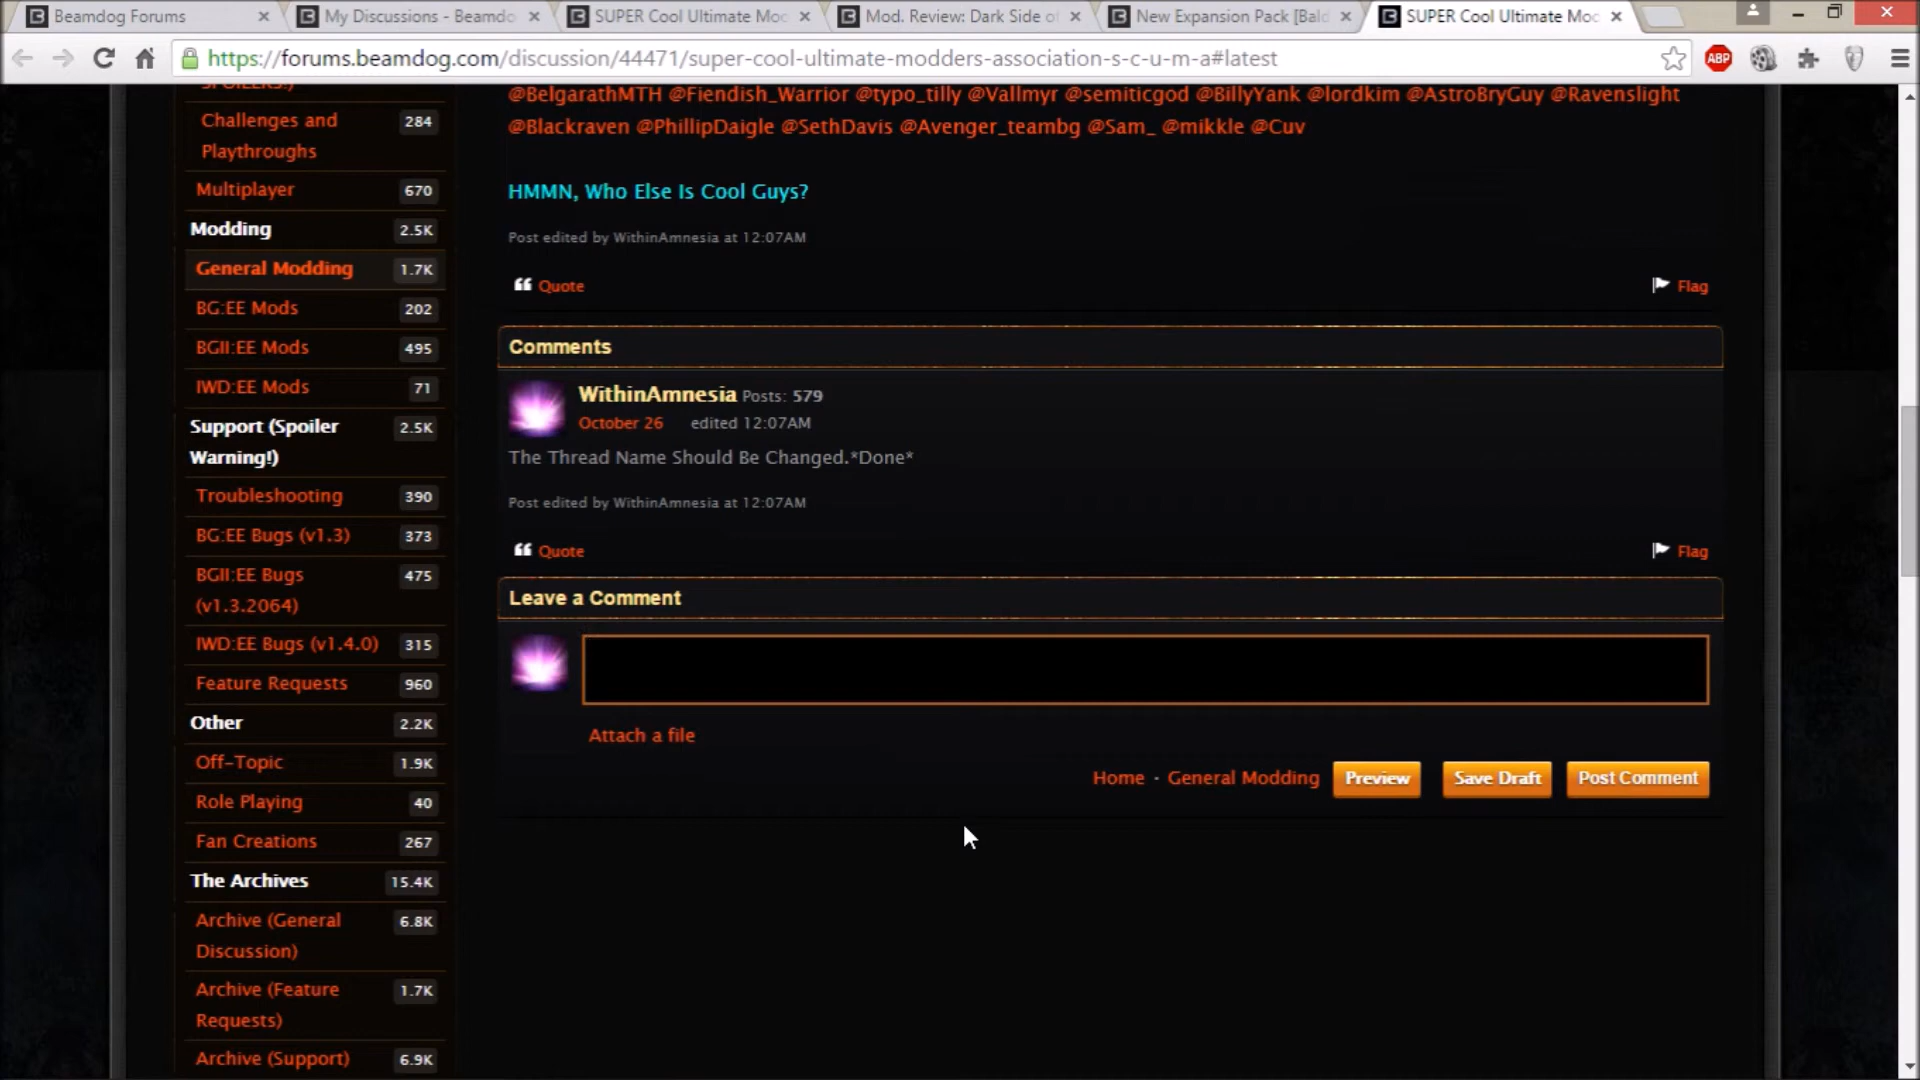 Beamdog Forums
My Discussions - Beamdo
SUPER Cool Ultimate Moc
Mod. Review: Dark Side of
New Expansion Pack [Bald
SUPER Cool Ultimate Moc
https://forums.beamdog.com/discussion/44471/super-cool-ultimate-modders-association-s-c-u-m-a#latest
ABP
SPOILERS!)
Challenges and Playthroughs 284
Multiplayer 670
Modding 2.5K
General Modding 1.7K
BG:EE Mods 202
BGII:EE Mods 495
IWD:EE Mods 71
Support (Spoiler Warning!) 2.5K
Troubleshooting 390
BG:EE Bugs (v1.3) 373
BGII:EE Bugs (v1.3.2064) 475
IWD:EE Bugs (v1.4.0) 315
Feature Requests 960
Other 2.2K
Off-Topic 1.9K
Role Playing 40
Fan Creations 267
The Archives 15.4K
Archive (General Discussion) 6.8K
Archive (Feature Requests) 1.7K
Archive (Support) 6.9K
@BelgarathMTH @Fiendish_Warrior @typo_tilly @Vallmyr @semiticgod @BillyYank @lordkim @AstroBryGuy @Ravenslight
@Blackraven @PhillipDaigle @SethDavis @Avenger_teambg @Sam_ @mikkle @Cuv
HMMN, Who Else Is Cool Guys?
Post edited by WithinAmnesia at 12:07AM
Quote Flag
Comments
WithinAmnesia Posts: 579
October 26 edited 12:07AM
The Thread Name Should Be Changed.*Done*
Post edited by WithinAmnesia at 12:07AM
Quote Flag
Leave a Comment
Attach a file
Home - General Modding Preview Save Draft Post Comment